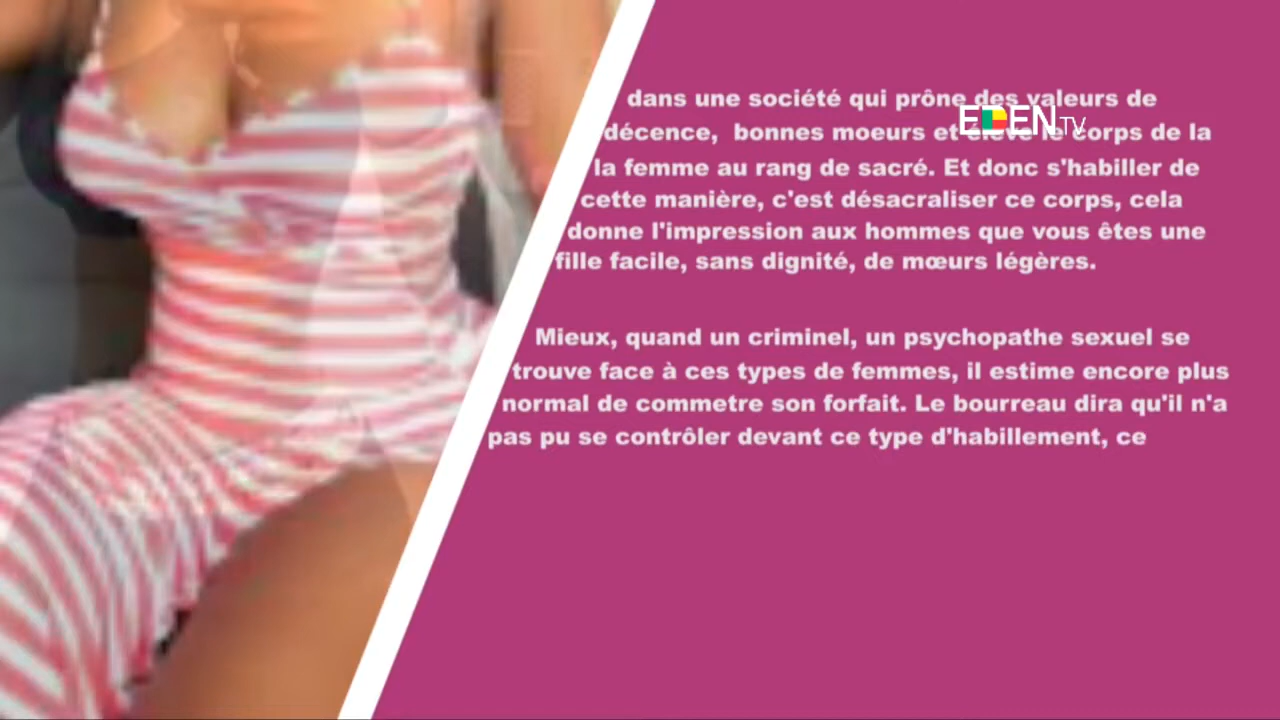 dans une société qui prône des valeurs de
EDEN TV
décence, bonnes moeurs et élève le corps de la
la femme au rang de sacré. Et donc s'habiller de
cette manière, c'est désacraliser ce corps, cela
donne l'impression aux hommes que vous êtes une
fille facile, sans dignité, de mœurs légères.
Mieux, quand un criminel, un psychopathe sexuel se
trouve face à ces types de femmes, il estime encore plus
normal de commetre son forfait. Le bourreau dira qu'il n'a
pas pu se contrôler devant ce type d'habillement, ce